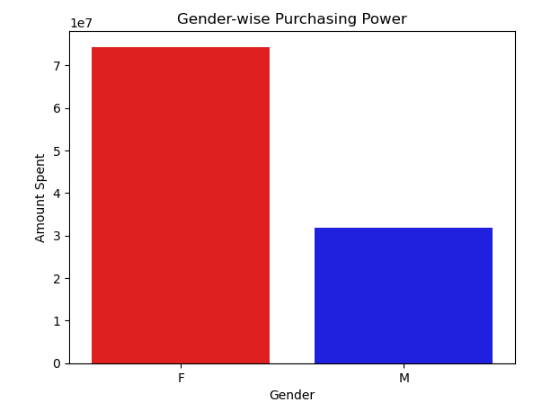 Gender-wise Purchasing Power
1e7
7
6
5
4
3
2
1
0
Amount Spent
F M
Gender